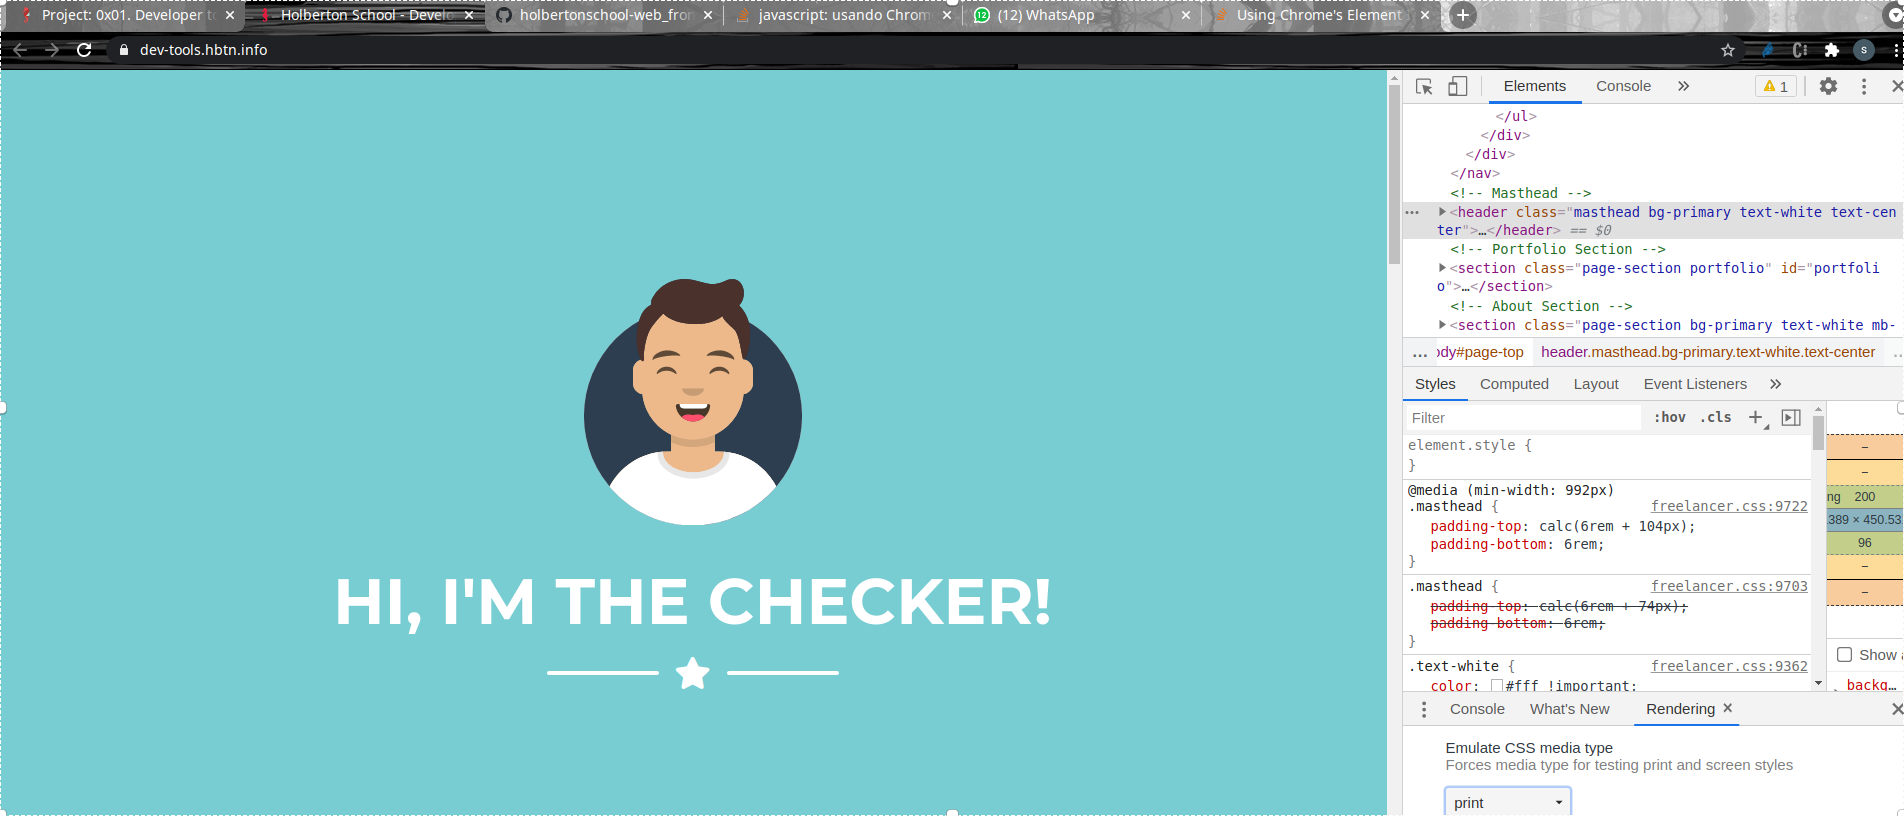 Project: 0x01. Developer t
Holberton School - Develo
holbertonschool-web_fron
javascript: usando Chrom
(12) WhatsApp
Using Chrome's Element
dev-tools.hbtn.info
S
Elements
Console
1
</ul>
</div>
</div>
</nav>
<!-- Masthead -->
<header class="masthead bg-primary text-white text-cen
ter">…</header> == $0
<!-- Portfolio Section -->
<section class="page-section portfolio" id="portfoli
o">…</section>
<!-- About Section -->
<section class="page-section bg-primary text-white mb-
… ody#page-top header.masthead.bg-primary.text-white.text-center …
Styles Computed Layout Event Listeners
Filter :hov .cls
element.style {
}
@media (min-width: 992px)
.masthead { freelancer.css:9722
padding-top: calc(6rem + 104px);
padding-bottom: 6rem;
}
.masthead { freelancer.css:9703
padding-top: calc(6rem + 74px);
padding-bottom: 6rem;
}
.text-white { freelancer.css:9362
color: #fff !important;
–
–
ng 200
389 × 450.53
96
–
–
Show a
backg…
Console What's New Rendering
Emulate CSS media type
Forces media type for testing print and screen styles
print
HI, I'M THE CHECKER!